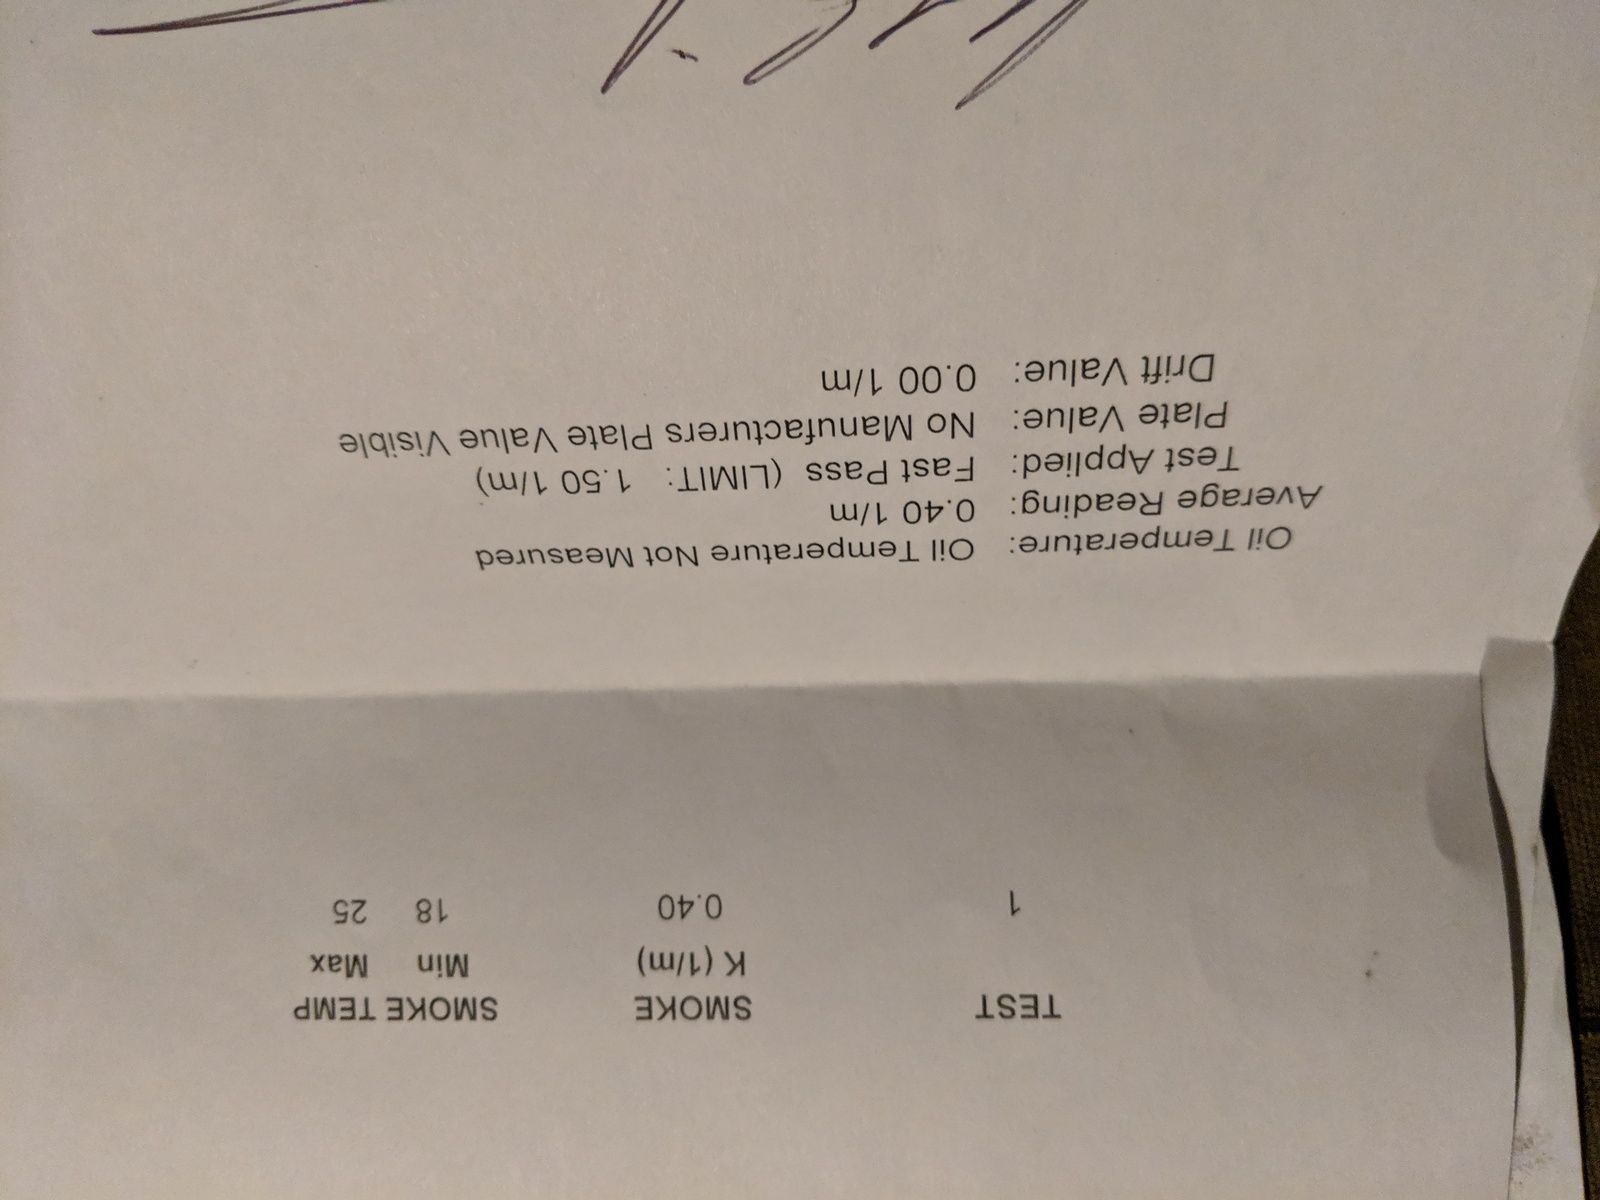 TEST SMOKE SMOKE TEMP
K (1/m) Min Max
1 0.40 18 25
Oil Temperature: Oil Temperature Not Measured
Average Reading: 0.40 1/m
Test Applied: Fast Pass (LIMIT: 1.50 1/m)
Plate Value: No Manufacturers Plate Value Visible
Drift Value: 0.00 1/m